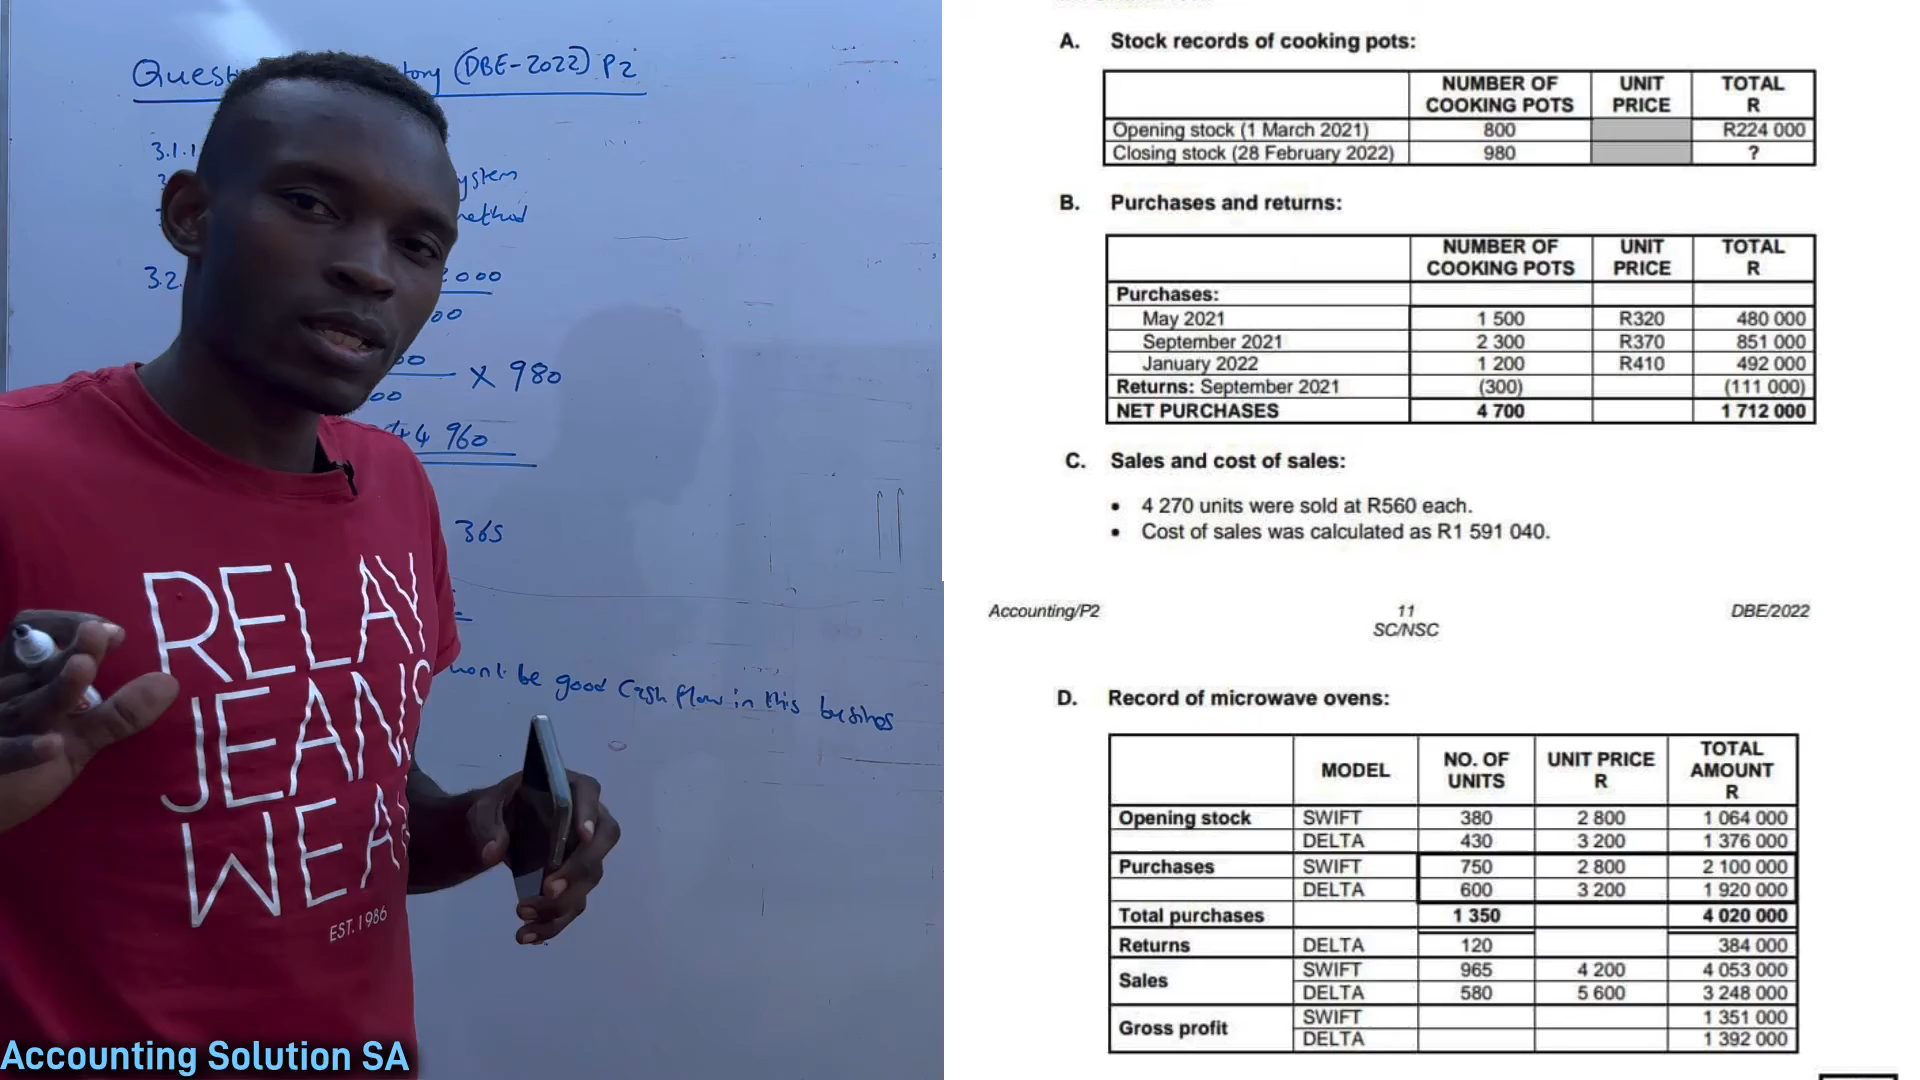 (DBE-2022) P2
3.1.1
ystem
ethod
3.2.
000
00
x 980
00
44 960
365
won't be good Cash flow in this
RELAY
JEANS
WEA
EST. 1986
Accounting Solution SA
A. Stock records of cooking pots:
NUMBER OF COOKING POTS UNIT PRICE TOTAL R
Opening stock (1 March 2021) 800 R224 000
Closing stock (28 February 2022) 980 ?
B. Purchases and returns:
NUMBER OF COOKING POTS UNIT PRICE TOTAL R
Purchases:
May 2021 1 500 R320 480 000
September 2021 2 300 R370 851 000
January 2022 1 200 R410 492 000
Returns: September 2021 (300) (111 000)
NET PURCHASES 4 700 1 712 000
C. Sales and cost of sales:
• 4 270 units were sold at R560 each.
• Cost of sales was calculated as R1 591 040.
Accounting/P2 11 DBE/2022
SC/NSC
D. Record of microwave ovens:
MODEL NO. OF UNITS UNIT PRICE R TOTAL AMOUNT R
Opening stock SWIFT 380 2 800 1 064 000
DELTA 430 3 200 1 376 000
Purchases SWIFT 750 2 800 2 100 000
DELTA 600 3 200 1 920 000
Total purchases 1 350 4 020 000
Returns DELTA 120 384 000
Sales SWIFT 965 4 200 4 053 000
DELTA 580 5 600 3 248 000
Gross profit SWIFT 1 351 000
DELTA 1 392 000